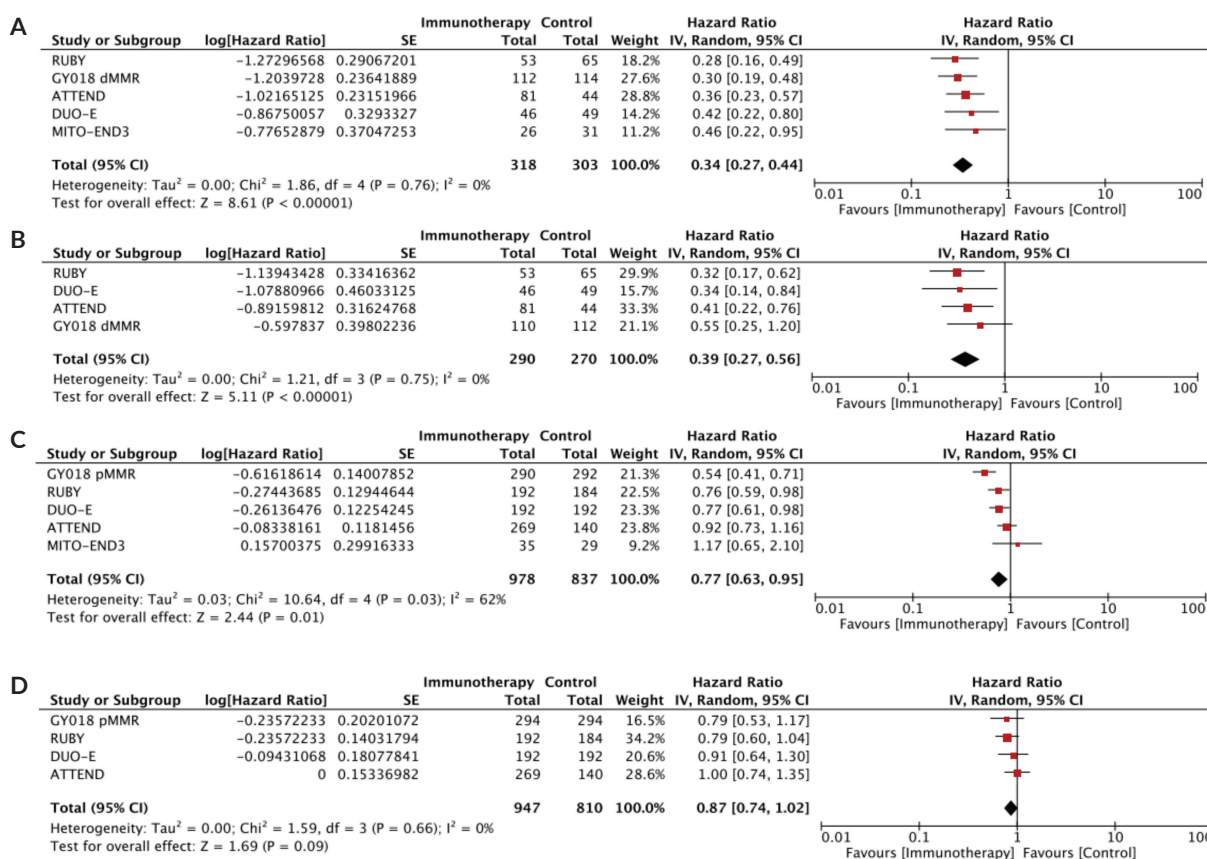 A
Immunotherapy Control Hazard Ratio Hazard Ratio
Study or Subgroup log[Hazard Ratio] SE Total Total Weight IV, Random, 95% CI IV, Random, 95% CI
RUBY -1.27296568 0.29067201 53 65 18.2% 0.28 [0.16, 0.49]
GY018 dMMR -1.2039728 0.23641889 112 114 27.6% 0.30 [0.19, 0.48]
ATTEND -1.02165125 0.23151966 81 44 28.8% 0.36 [0.23, 0.57]
DUO-E -0.86750057 0.3293327 46 49 14.2% 0.42 [0.22, 0.80]
MITO-END3 -0.77652879 0.37047253 26 31 11.2% 0.46 [0.22, 0.95]
Total (95% CI) 318 303 100.0% 0.34 [0.27, 0.44]
Heterogeneity: Tau² = 0.00; Chi² = 1.86, df = 4 (P = 0.76); I² = 0%
Test for overall effect: Z = 8.61 (P < 0.00001)
0.01 0.1 1 10 100
Favours [Immunotherapy] Favours [Control]
B
Immunotherapy Control Hazard Ratio Hazard Ratio
Study or Subgroup log[Hazard Ratio] SE Total Total Weight IV, Random, 95% CI IV, Random, 95% CI
RUBY -1.13943428 0.33416362 53 65 29.9% 0.32 [0.17, 0.62]
DUO-E -1.07880966 0.46033125 46 49 15.7% 0.34 [0.14, 0.84]
ATTEND -0.89159812 0.31624768 81 44 33.3% 0.41 [0.22, 0.76]
GY018 dMMR -0.597837 0.39802236 110 112 21.1% 0.55 [0.25, 1.20]
Total (95% CI) 290 270 100.0% 0.39 [0.27, 0.56]
Heterogeneity: Tau² = 0.00; Chi² = 1.21, df = 3 (P = 0.75); I² = 0%
Test for overall effect: Z = 5.11 (P < 0.00001)
0.01 0.1 1 10 100
Favours [Immunotherapy] Favours [Control]
C
Immunotherapy Control Hazard Ratio Hazard Ratio
Study or Subgroup log[Hazard Ratio] SE Total Total Weight IV, Random, 95% CI IV, Random, 95% CI
GY018 pMMR -0.61618614 0.14007852 290 292 21.3% 0.54 [0.41, 0.71]
RUBY -0.27443685 0.12944644 192 184 22.5% 0.76 [0.59, 0.98]
DUO-E -0.26136476 0.12254245 192 192 23.3% 0.77 [0.61, 0.98]
ATTEND -0.08338161 0.1181456 269 140 23.8% 0.92 [0.73, 1.16]
MITO-END3 0.15700375 0.29916333 35 29 9.2% 1.17 [0.65, 2.10]
Total (95% CI) 978 837 100.0% 0.77 [0.63, 0.95]
Heterogeneity: Tau² = 0.03; Chi² = 10.64, df = 4 (P = 0.03); I² = 62%
Test for overall effect: Z = 2.44 (P = 0.01)
0.01 0.1 1 10 100
Favours [Immunotherapy] Favours [Control]
D
Immunotherapy Control Hazard Ratio Hazard Ratio
Study or Subgroup log[Hazard Ratio] SE Total Total Weight IV, Random, 95% CI IV, Random, 95% CI
GY018 pMMR -0.23572233 0.20201072 294 294 16.5% 0.79 [0.53, 1.17]
RUBY -0.23572233 0.14031794 192 184 34.2% 0.79 [0.60, 1.04]
DUO-E -0.09431068 0.18077841 192 192 20.6% 0.91 [0.64, 1.30]
ATTEND 0 0.15336982 269 140 28.6% 1.00 [0.74, 1.35]
Total (95% CI) 947 810 100.0% 0.87 [0.74, 1.02]
Heterogeneity: Tau² = 0.00; Chi² = 1.59, df = 3 (P = 0.66); I² = 0%
Test for overall effect: Z = 1.69 (P = 0.09)
0.01 0.1 1 10 100
Favours [Immunotherapy] Favours [Control]